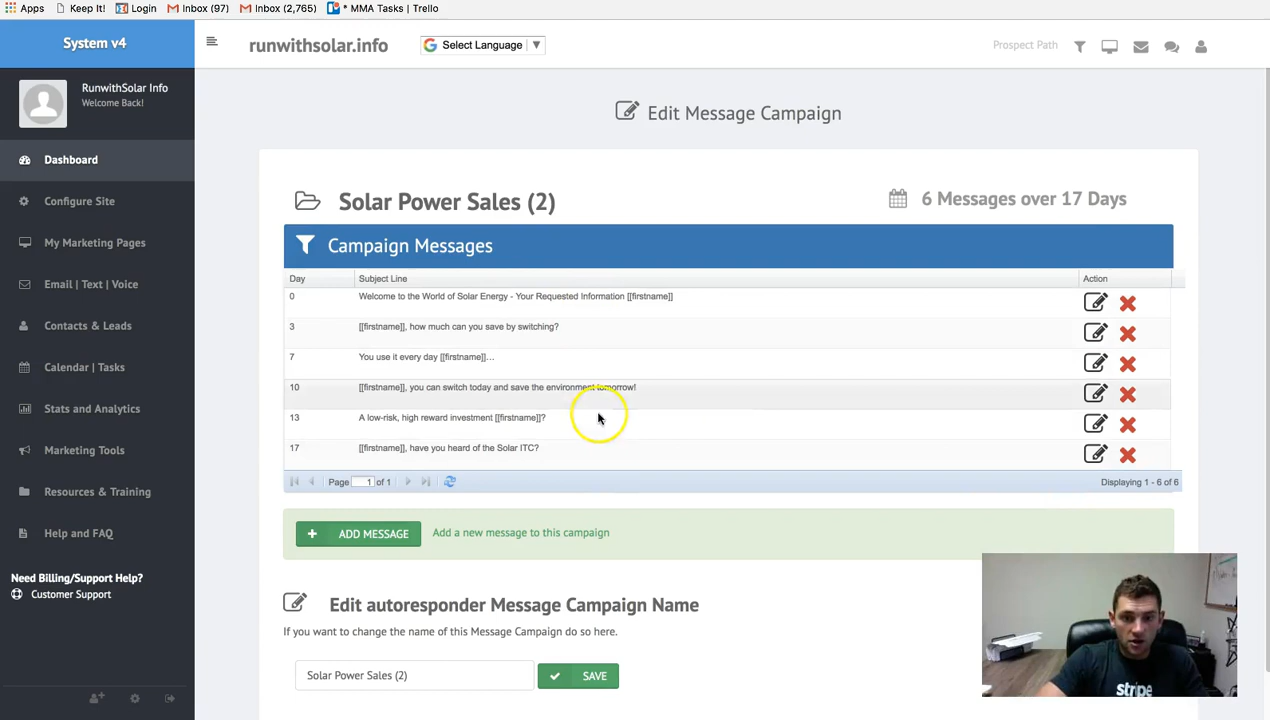 Apps Keep It! Login Inbox (97) Inbox (2,765) * MMA Tasks | Trello
System v4
runwithsolar.info
Select Language ▼
Prospect Path
RunwithSolar Info
Welcome Back!
Dashboard
Configure Site
My Marketing Pages
Email | Text | Voice
Contacts & Leads
Calendar | Tasks
Stats and Analytics
Marketing Tools
Resources & Training
Help and FAQ
Need Billing/Support Help?
Customer Support
Edit Message Campaign
Solar Power Sales (2)
6 Messages over 17 Days
Campaign Messages
Day Subject Line Action
0 Welcome to the World of Solar Energy - Your Requested Information [[firstname]]
3 [[firstname]], how much can you save by switching?
7 You use it every day [[firstname]]...
10 [[firstname]], you can switch today and save the environment tomorrow!
13 A low-risk, high reward investment [[firstname]]?
17 [[firstname]], have you heard of the Solar ITC?
Page 1 of 1 Displaying 1 - 6 of 6
ADD MESSAGE Add a new message to this campaign
Edit autoresponder Message Campaign Name
If you want to change the name of this Message Campaign do so here.
Solar Power Sales (2) SAVE
stripe